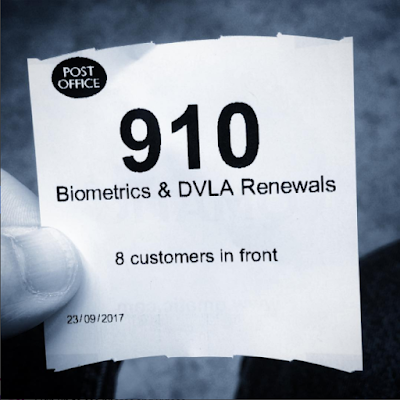 POST
OFFICE
910
Biometrics & DVLA Renewals
8 customers in front
23/09/2017